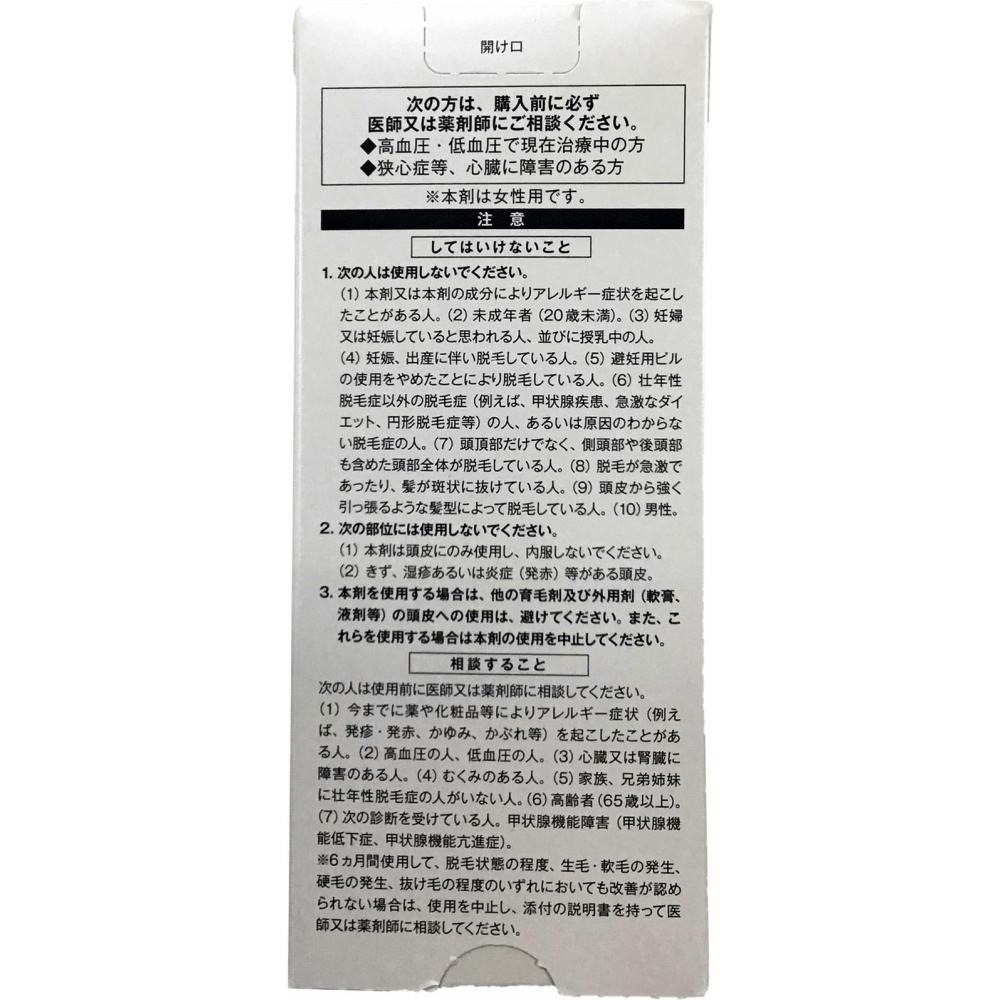 開け口
次の方は、購入前に必ず
医師又は薬剤師にご相談ください。
◆高血圧・低血圧で現在治療中の方
◆狭心症等、心臓に障害のある方
※本剤は女性用です。
注 意
してはいけないこと
1. 次の人は使用しないでください。
(1) 本剤又は本剤の成分によりアレルギー症状を起こし
たことがある人。(2) 未成年者 (20歳未満)。(3) 妊婦
又は妊娠していると思われる人、並びに授乳中の人。
(4) 妊娠、出産に伴い脱毛している人。(5) 避妊用ピル
の使用をやめたことにより脱毛している人。(6) 壮年性
脱毛症以外の脱毛症 (例えば、甲状腺疾患、急激なダイ
エット、円形脱毛症等) の人、あるいは原因のわからな
い脱毛症の人。(7) 頭頂部だけでなく、側頭部や後頭部
も含めた頭部全体が脱毛している人。(8) 脱毛が急激で
あったり、髪が斑状に抜けている人。(9) 頭皮から強く
引っ張るような髪型によって脱毛している人。(10) 男性。
2. 次の部位には使用しないでください。
(1) 本剤は頭皮にのみ使用し、内服しないでください。
(2) きず、湿疹あるいは炎症 (発赤) 等がある頭皮。
3. 本剤を使用する場合は、他の育毛剤及び外用剤 (軟膏、
液剤等) の頭皮への使用は、避けてください。また、こ
れらを使用する場合は本剤の使用を中止してください。
相談すること
次の人は使用前に医師又は薬剤師に相談してください。
(1) 今までに薬や化粧品等によりアレルギー症状 (例え
ば、発疹・発赤、かゆみ、かぶれ等) を起こしたことがあ
る人。(2) 高血圧の人、低血圧の人。(3) 心臓又は腎臓に
障害のある人。(4) むくみのある人。(5) 家族、兄弟姉妹
に壮年性脱毛症の人がいない人。(6) 高齢者 (65歳以上)。
(7) 次の診断を受けている人。甲状腺機能障害 (甲状腺機
能低下症、甲状腺機能亢進症)。
※6ヵ月間使用して、脱毛状態の程度、生毛・軟毛の発生、
硬毛の発生、抜け毛の程度のいずれにおいても改善が認め
られない場合は、使用を中止し、添付の説明書を持って医
師又は薬剤師に相談してください。